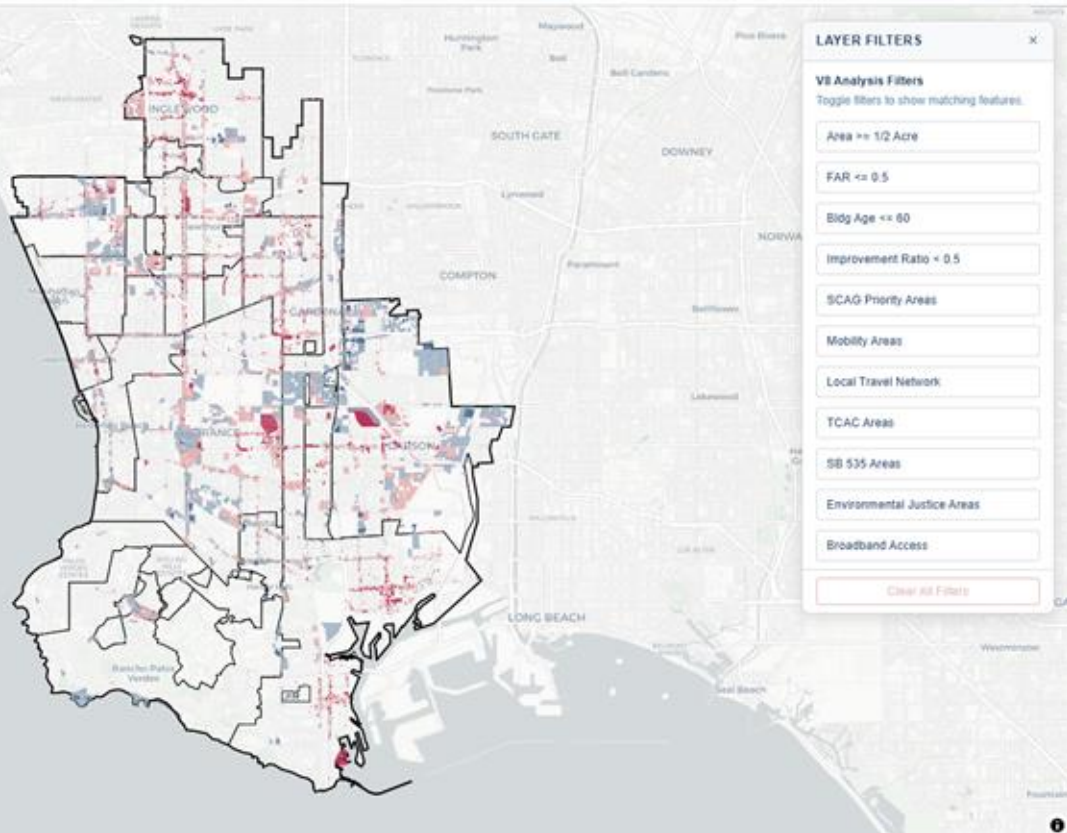 Huntington
Park
Maywood
Bell
Pico Rivera
Bell Gardens
INGLEWOOD
SOUTH GATE
DOWNEY
Lynwood
NORWA
COMPTON
Paramount
GARDENA
Bellflower
Lakewood
TORRANCE
CARSON
LONG BEACH
Rancho Palos
Verdes
Seal Beach
Westminster
Fountain
LAYER FILTERS
×
V8 Analysis Filters
Toggle filters to show matching features.
Area >= 1/2 Acre
FAR <= 0.5
Bldg Age <= 60
Improvement Ratio < 0.5
SCAG Priority Areas
Mobility Areas
Local Travel Network
TCAC Areas
SB 535 Areas
Environmental Justice Areas
Broadband Access
Clear All Filters